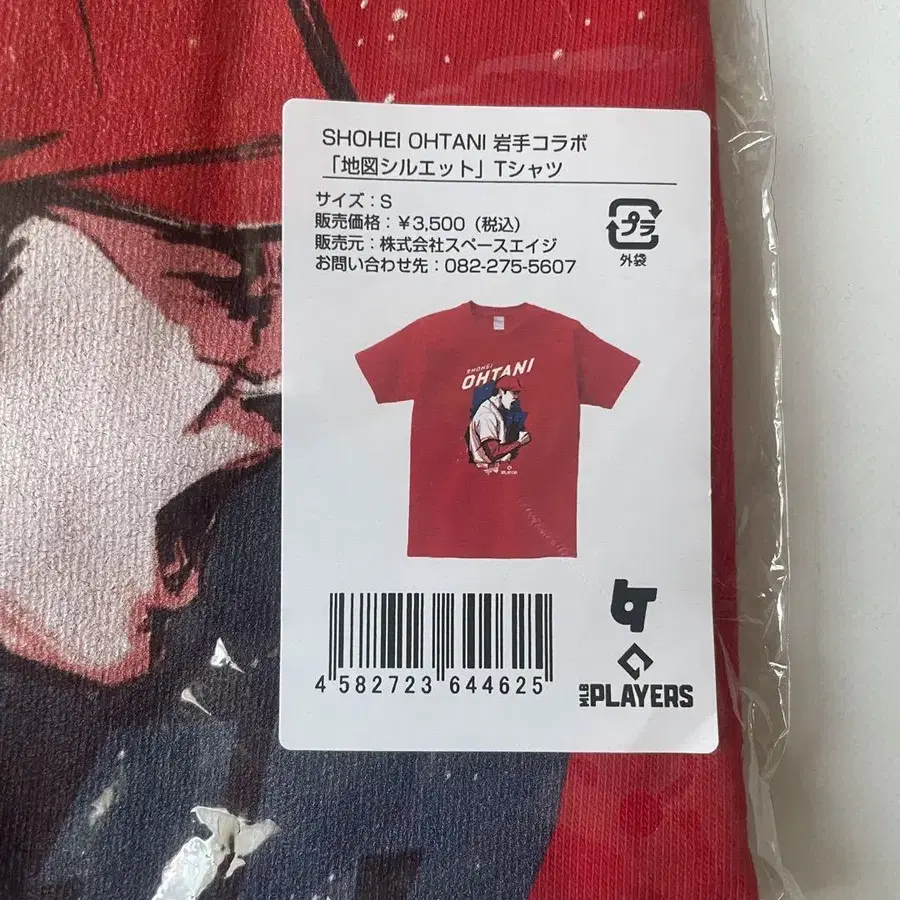 SHOHEI OHTANI 岩手コラボ
「地図シルエット」Tシャツ
サイズ：S
販売価格：￥3,500（税込）
販売元：株式会社スペースエイジ
お問い合わせ先：082-275-5607
プラ
外袋
SHOHEI
OHTANI
4 582723 644625
MLB PLAYERS